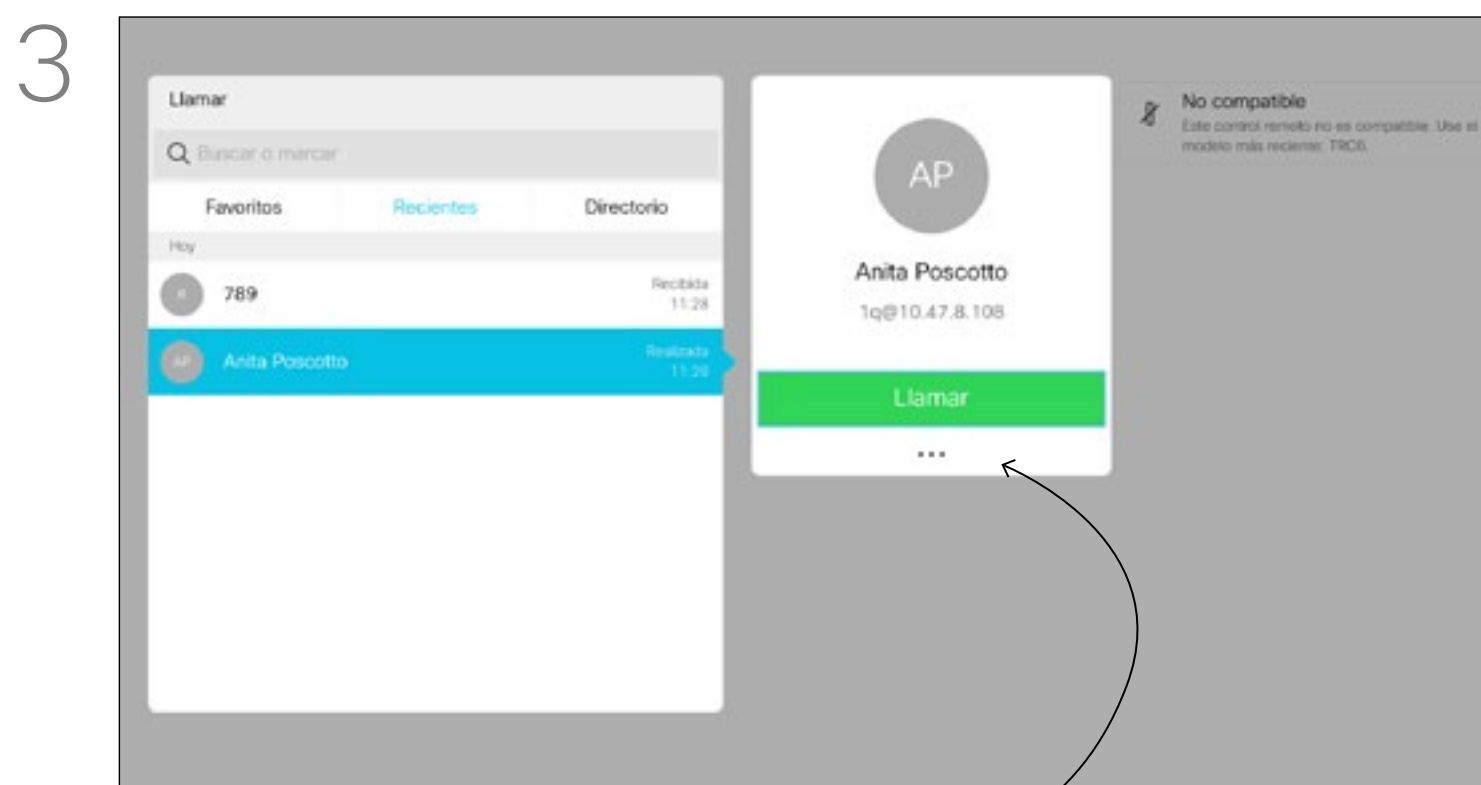 3
Llamar
Buscar o marcar
Favoritos Recientes Directorio
Hoy
789
Recibida
11:28
AP
Anita Poscotto
Realizada
11:28
AP
Anita Poscotto
1q@10.47.8.108
Llamar
No compatible
Este control remoto no es compatible. Use el
modelo más reciente: TRC6.